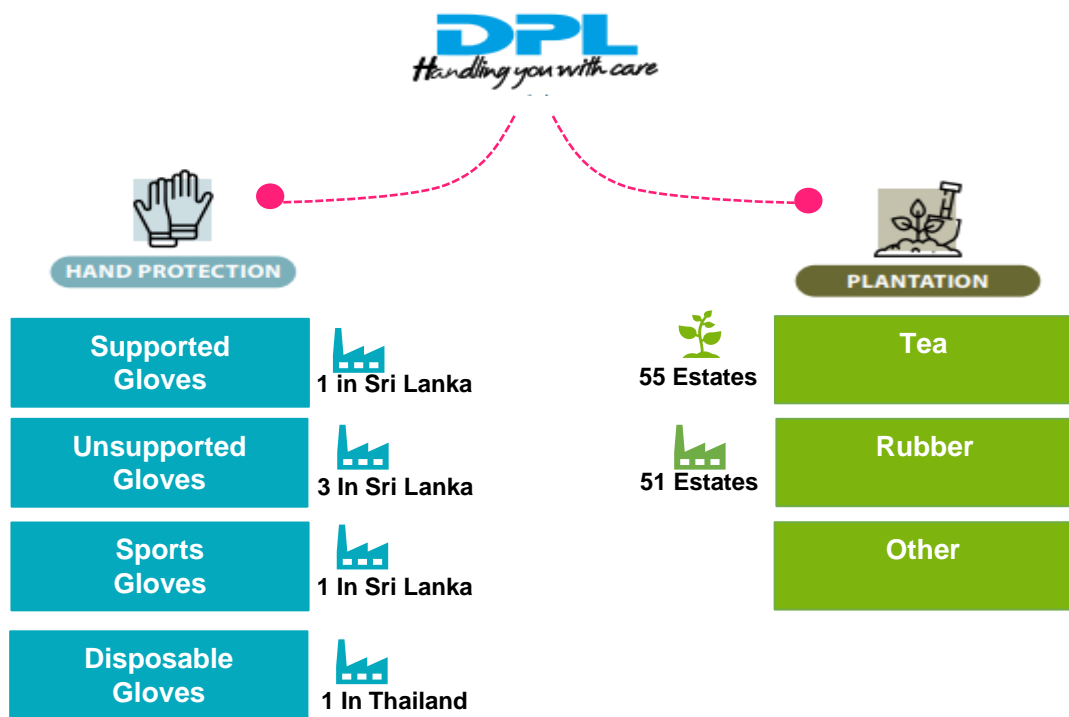 DPL
Handling you with care
HAND PROTECTION
PLANTATION
Supported
Gloves
1 in Sri Lanka
Unsupported
Gloves
3 In Sri Lanka
Sports
Gloves
1 In Sri Lanka
Disposable
Gloves
1 In Thailand
55 Estates
Tea
51 Estates
Rubber
Other